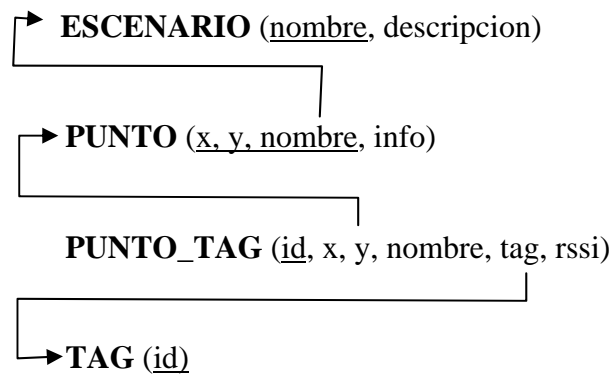 ESCENARIO (nombre, descripcion)
PUNTO (x, y, nombre, info)
PUNTO_TAG (id, x, y, nombre, tag, rssi)
TAG (id)